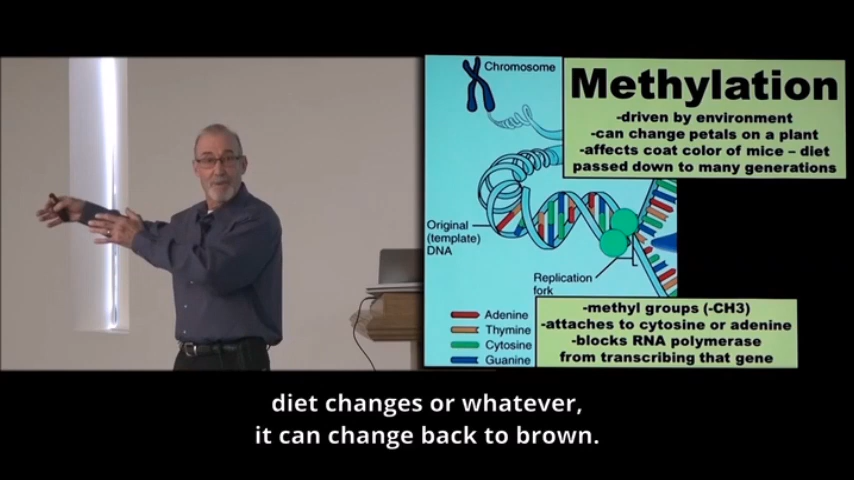 Chromosome
Methylation
-driven by environment
-can change petals on a plant
-affects coat color of mice – diet
passed down to many generations
Original
(template)
DNA
Replication
fork
Adenine
Thymine
Cytosine
Guanine
-methyl groups (-CH3)
-attaches to cytosine or adenine
-blocks RNA polymerase
from transcribing that gene
diet changes or whatever,
it can change back to brown.